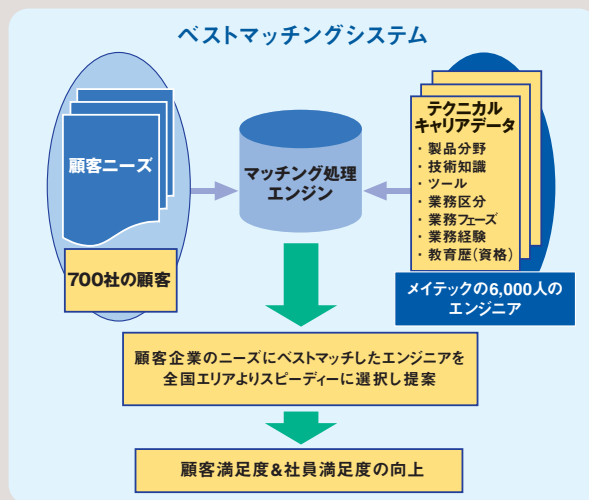 ベストマッチングシステム
顧客ニーズ
700社の顧客
マッチング処理
エンジン
テクニカル
キャリアデータ
・製品分野
・技術知識
・ツール
・業務区分
・業務フェーズ
・業務経験
・教育歴(資格)
メイテックの6,000人の
エンジニア
顧客企業のニーズにベストマッチしたエンジニアを
全国エリアよりスピーディーに選択し提案
顧客満足度&社員満足度の向上